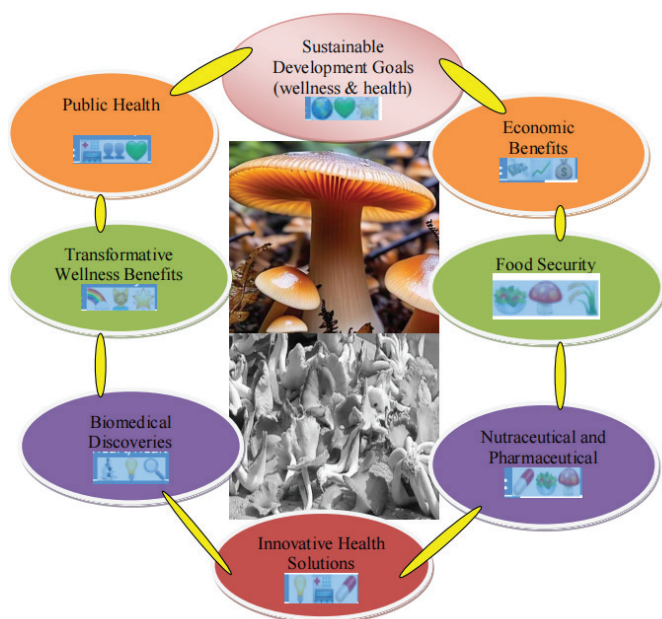 Sustainable
Development Goals
(wellness & health)
Public Health
Economic
Benefits
Transformative
Wellness Benefits
Food Security
Biomedical
Discoveries
Nutraceutical and
Pharmaceutical
Innovative Health
Solutions